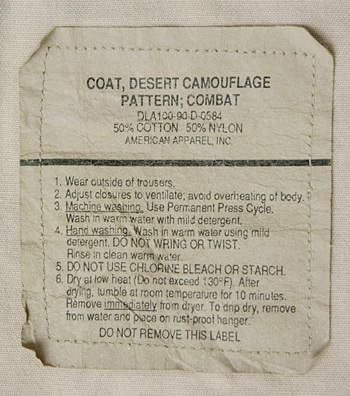 COAT, DESERT CAMOUFLAGE
PATTERN; COMBAT
DLA100-90-D-0584
50% COTTON 50% NYLON
AMERICAN APPAREL, INC.
1. Wear outside of trousers.
2. Adjust closures to ventilate; avoid overheating of body.
3. Machine washing. Use Permanent Press Cycle.
Wash in warm water with mild detergent.
4. Hand washing. Wash in warm water using mild
detergent. DO NOT WRING OR TWIST.
Rinse in clean warm water.
5. DO NOT USE CHLORINE BLEACH OR STARCH.
6. Dry at low heat (Do not exceed 130°F). After
drying, tumble at room temperature for 10 minutes.
Remove immediately from dryer. To drip dry, remove
from water and place on rust-proof hanger.
DO NOT REMOVE THIS LABEL